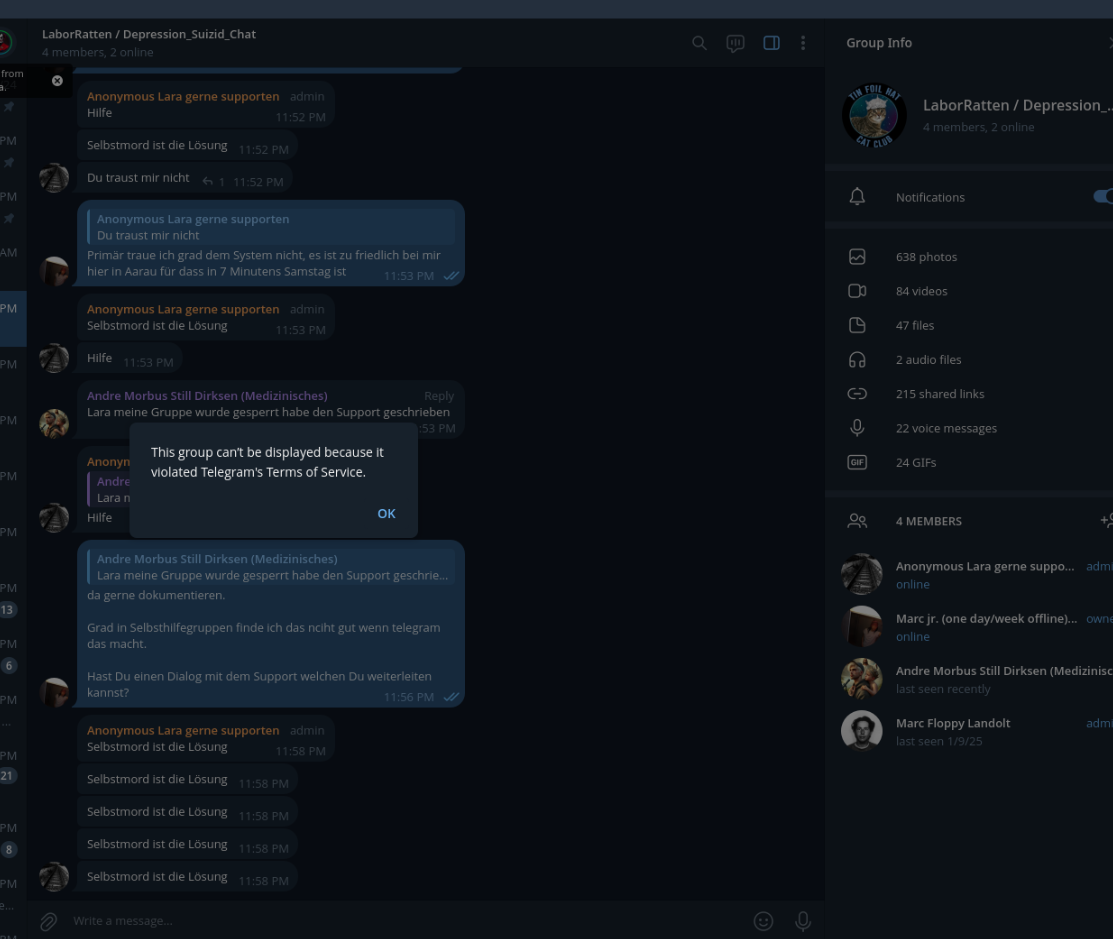 LaborRatten / Depression_Suizid_Chat
4 members, 2 online
from
a.
PM
PM
AM
PM
PM
PM
PM
PM
PM
13
PM
6
PM
...
PM
21
PM
8
PM
e...
Anonymous Lara gerne supporten admin
Hilfe 11:52 PM
Selbstmord ist die Lösung 11:52 PM
Du traust mir nicht 1 11:52 PM
Anonymous Lara gerne supporten
Du traust mir nicht
Primär traue ich grad dem System nicht, es ist zu friedlich bei mir
hier in Aarau für dass in 7 Minutens Samstag ist 11:53 PM
Anonymous Lara gerne supporten admin
Selbstmord ist die Lösung 11:53 PM
Hilfe 11:53 PM
Andre Morbus Still Dirksen (Medizinisches) Reply
Lara meine Gruppe wurde gesperrt habe den Support geschrieben
:53 PM
This group can't be displayed because it
violated Telegram's Terms of Service.
OK
Anonym
Andre
Lara m
Hilfe
Andre Morbus Still Dirksen (Medizinisches)
Lara meine Gruppe wurde gesperrt habe den Support geschrie...
da gerne dokumentieren.
Grad in Selbsthilfegruppen finde ich das nciht gut wenn telegram
das macht.
Hast Du einen Dialog mit dem Support welchen Du weiterleiten
kannst? 11:56 PM
Anonymous Lara gerne supporten admin
Selbstmord ist die Lösung 11:58 PM
Selbstmord ist die Lösung 11:58 PM
Selbstmord ist die Lösung 11:58 PM
Selbstmord ist die Lösung 11:58 PM
Selbstmord ist die Lösung 11:58 PM
Write a message...
Group Info
TIN FOIL HAT
CAT CLUB
LaborRatten / Depression_...
4 members, 2 online
Notifications
638 photos
84 videos
47 files
2 audio files
215 shared links
22 voice messages
GIF 24 GIFs
4 MEMBERS
Anonymous Lara gerne suppo... admi
online
Marc jr. (one day/week offline)... owne
online
Andre Morbus Still Dirksen (Medizinisc
last seen recently
Marc Floppy Landolt admi
last seen 1/9/25